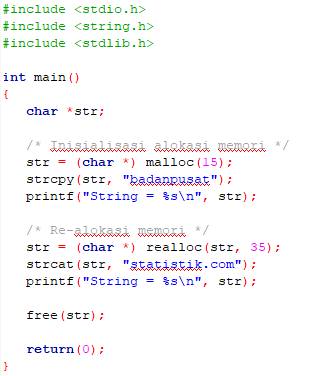 #include <stdio.h>
#include <string.h>
#include <stdlib.h>

int main()
{
   char *str;

   /* Inisialisasi alokasi memori */
   str = (char *) malloc(15);
   strcpy(str, "badanpusat");
   printf("String = %s\n", str);

   /* Re-alokasi memori */
   str = (char *) realloc(str, 35);
   strcat(str, "statistik.com");
   printf("String = %s\n", str);

   free(str);

   return(0);
}